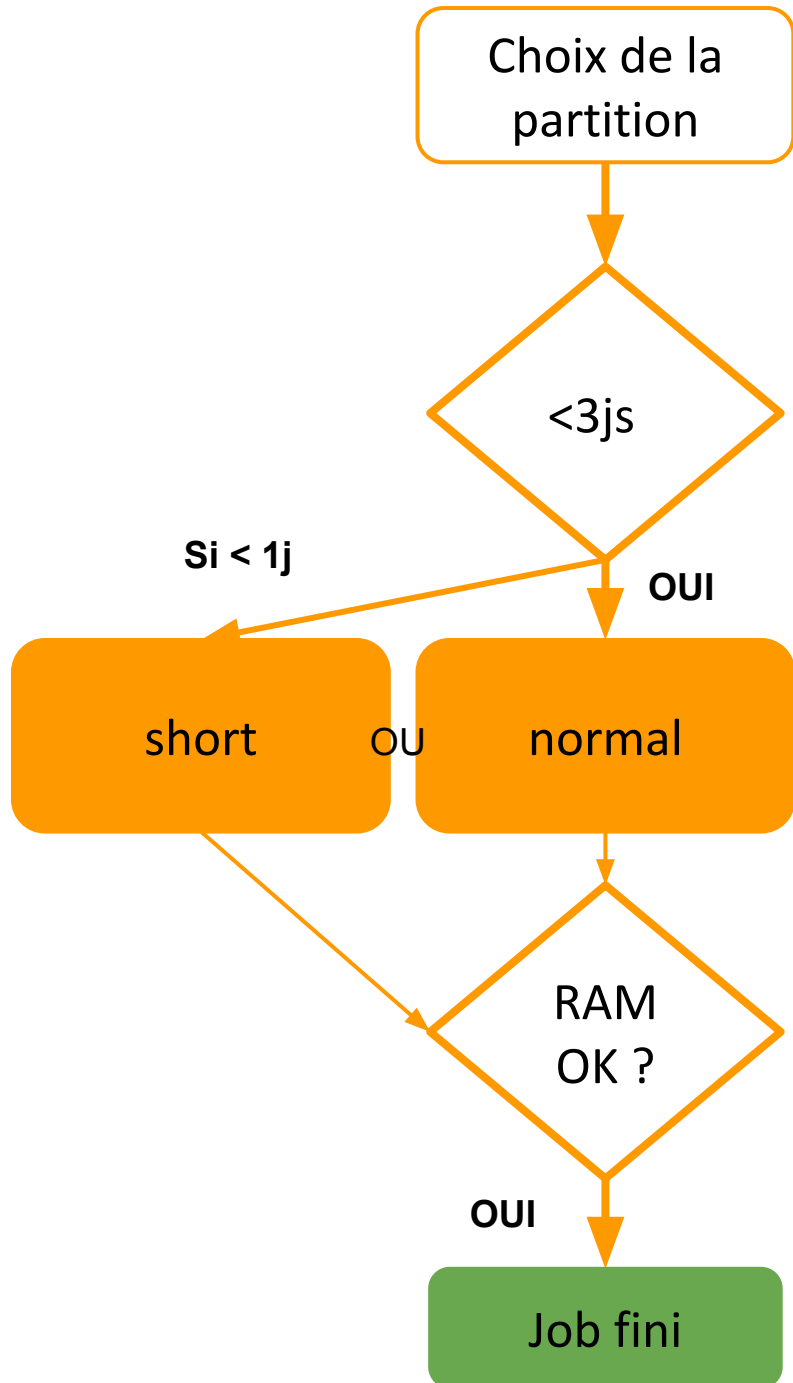 Choix de la
partition
<3js
Si < 1j
OUI
short
OU
normal
RAM
OK ?
OUI
Job fini